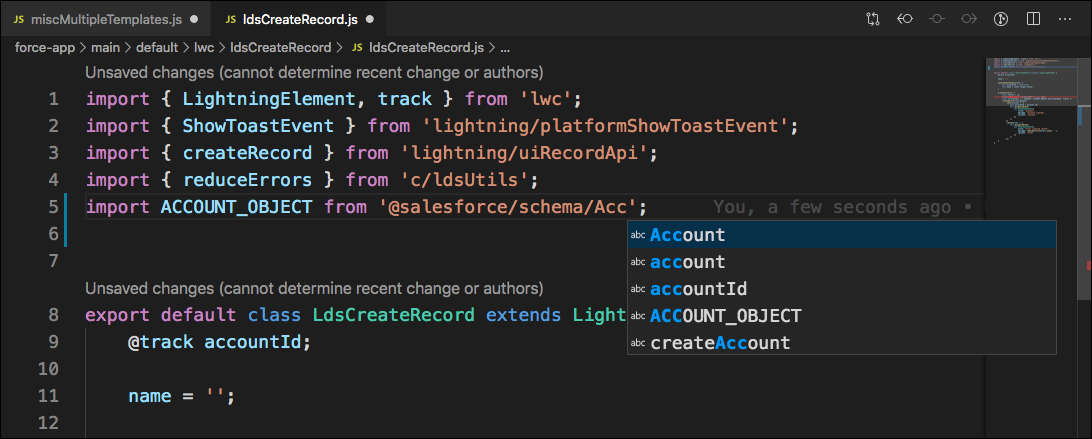 JS miscMultipleTemplates.js ● JS ldsCreateRecord.js ●
force-app > main > default > lwc > ldsCreateRecord > JS ldsCreateRecord.js > ...
Unsaved changes (cannot determine recent change or authors)
1 import { LightningElement, track } from 'lwc';
2 import { ShowToastEvent } from 'lightning/platformShowToastEvent';
3 import { createRecord } from 'lightning/uiRecordApi';
4 import { reduceErrors } from 'c/ldsUtils';
5 import ACCOUNT_OBJECT from '@salesforce/schema/Acc'; You, a few seconds ago •
6
abc Account
7
abc account
Unsaved changes (cannot determine recent change or authors)
abc accountId
8 export default class LdsCreateRecord extends Light
abc ACCOUNT_OBJECT
9 @track accountId;
abc createAccount
10
11 name = '';
12